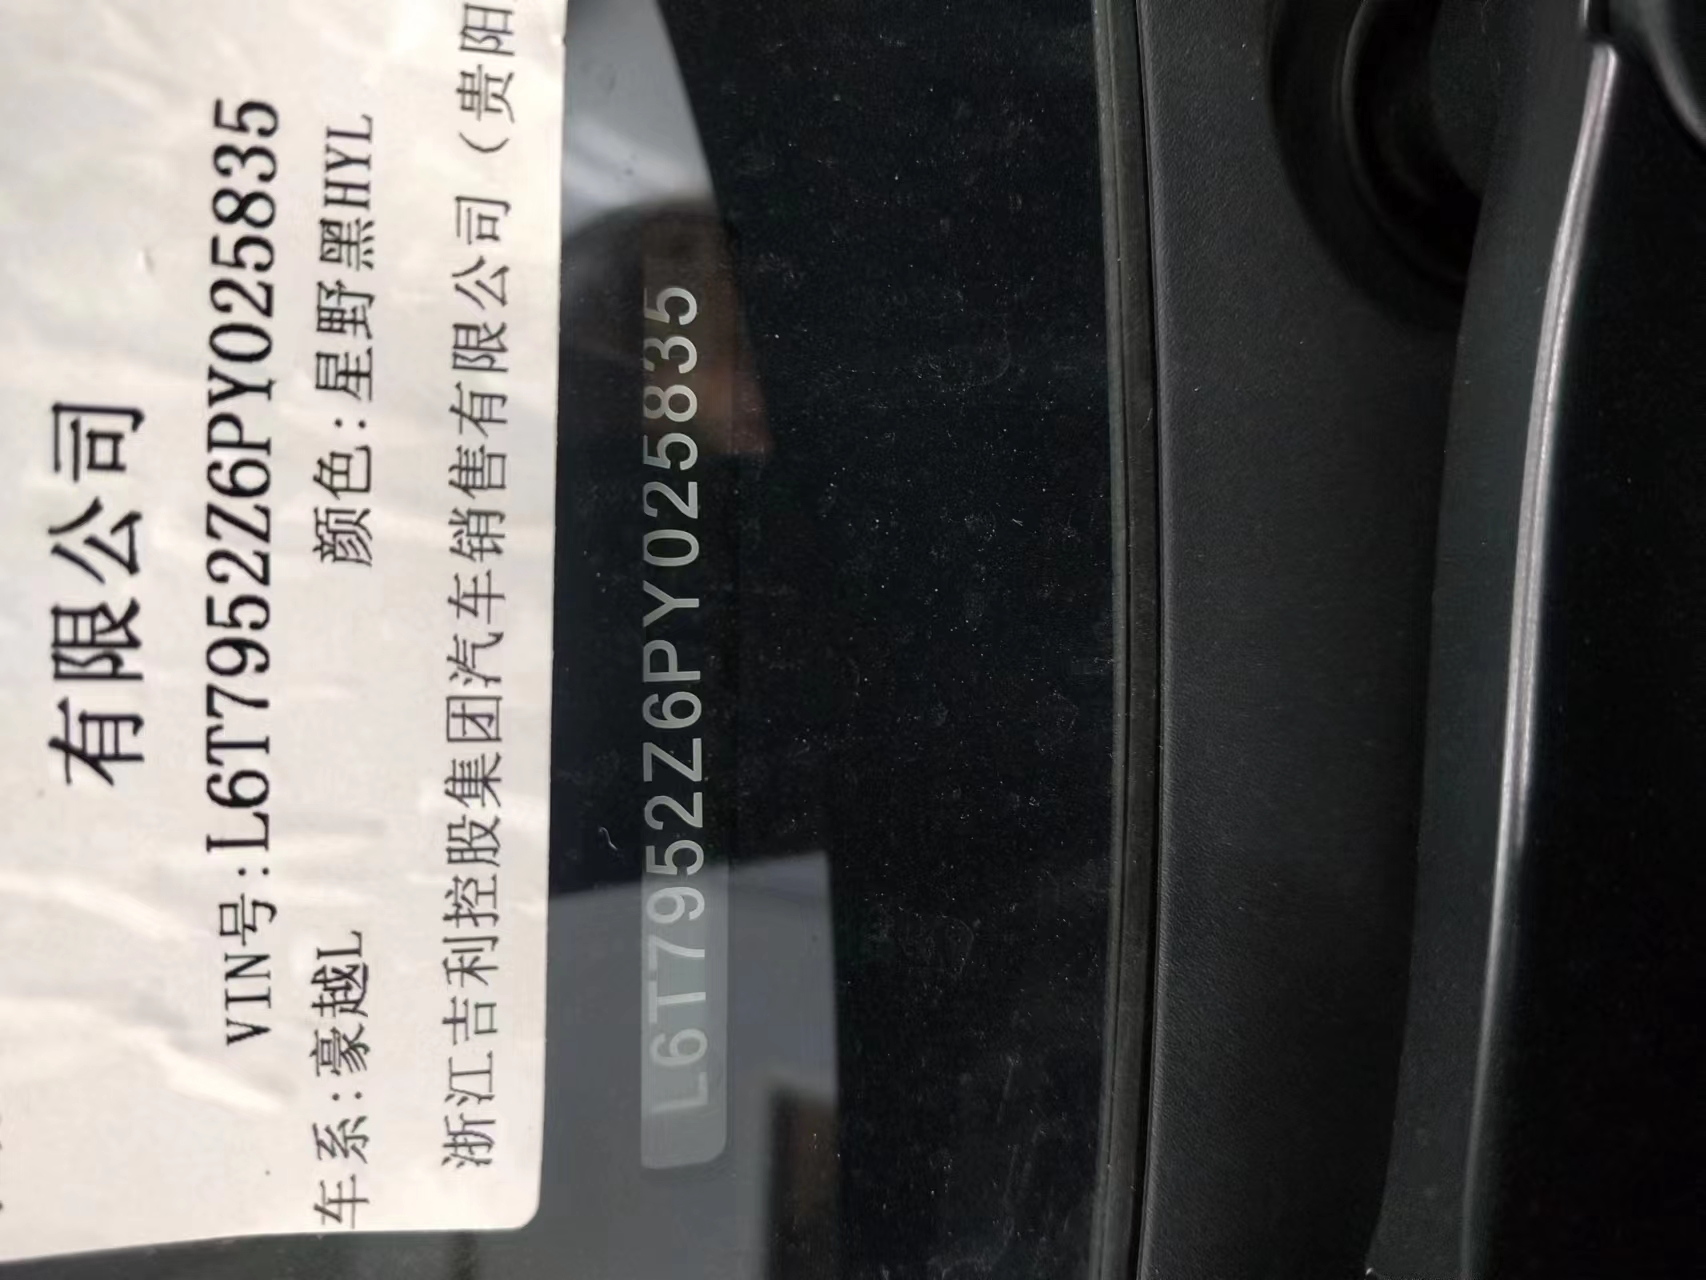 有限公司
VIN号:L6T7952Z6PY025835
车系:豪越L 颜色:星野黑HYL
浙江吉利控股集团汽车销售有限公司（贵阳
L6T7952Z6PY025835